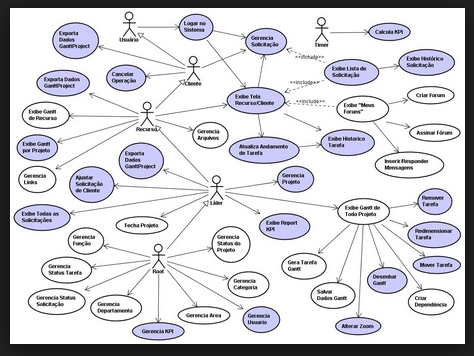 Exporta
Dados
GanttProject
Usuário
Logar no
Sistema
Gerencia
Solicitação
Timer
Calcula KPI
Cliente
Cancelar
Operação
<<include>>
Exibe Lista de
Solicitação
Exibe Histórico
Solicitação
Exporta Dados
GanttProject
<<include>>
Exibe Tela
Recurso/Cliente
<<include>>
Exibe "Meus
Foruns"
Criar Forum
Exibe Gantt
de Recurso
Recurso
Gerencia
Arquivos
Assinar Fórum
Exibe Gantt
por Projeto
Exporta
Dados
GanttProject
Atualiza Andamento
de Tarefa
Exibe Historico
Tarefa
Inserir Responder
Mensagens
Gerencia
Links
Ajustar
Solicitação
de Cliente
Líder
Gerencia
Projeto
Exibe Todas as
Solicitações
Fecha Projeto
Exibe Report
KPI
Exibe Gantt de
Todo Projeto
Remover
Tarefa
Redimensionar
Tarefa
Gerencia
Função
Gerencia
Status do
Projeto
Root
Gerencia
Status Tarefa
Gera Tarefa
Gantt
Mover Tarefa
Gerencia
Categoria
Desenhar
Gantt
Gerencia
Status
Solicitação
Gerencia
Departamento
Gerencia Area
Gerencia
Usuario
Salvar
Dados Gantt
Criar
Dependência
Gerencia KPI
Alterar Zoom